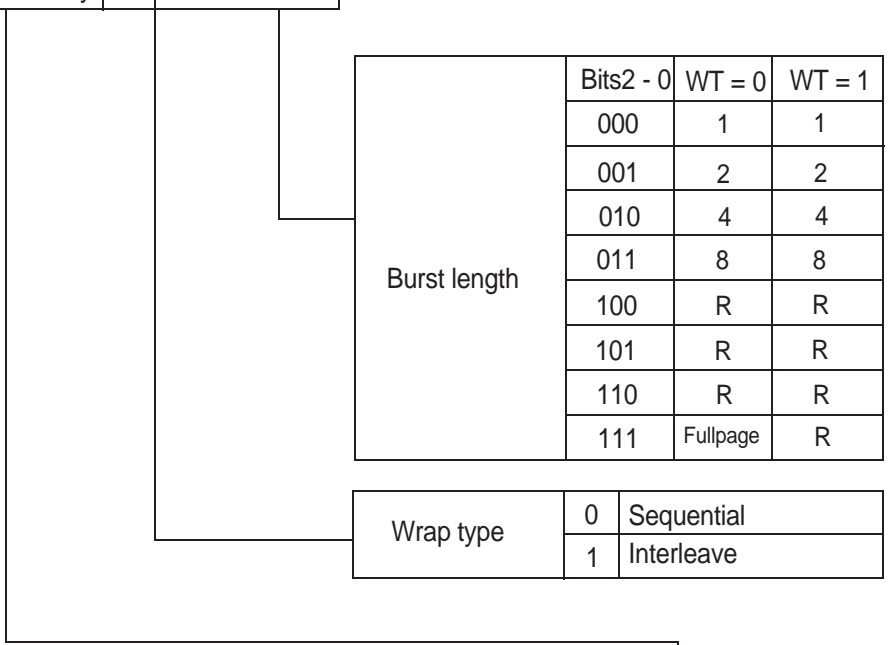 Bits2 - 0 WT = 0 WT = 1
000 1 1
001 2 2
010 4 4
011 8 8
Burst length
100 R R
101 R R
110 R R
111 Fullpage R
Wrap type
0 Sequential
1 Interleave